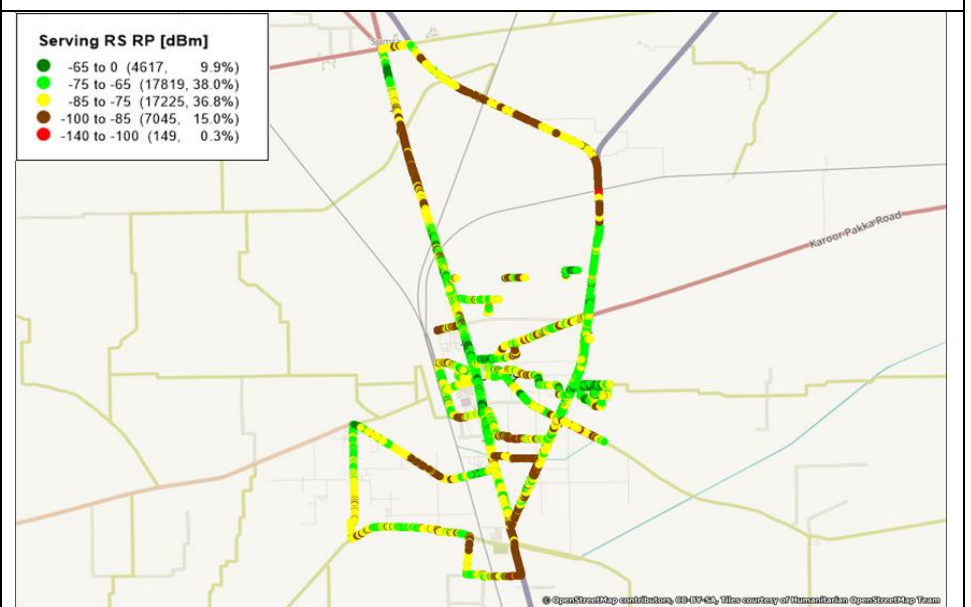 Serving RS RP [dBm]
-65 to 0 (4617, 9.9%)
-75 to -65 (17819, 38.0%)
-85 to -75 (17225, 36.8%)
-100 to -85 (7045, 15.0%)
-140 to -100 (149, 0.3%)
Karoor Pakka Road
© OpenStreetMap contributors, CC-BY-SA, Tiles courtesy of Humanitarian OpenStreetMap Team